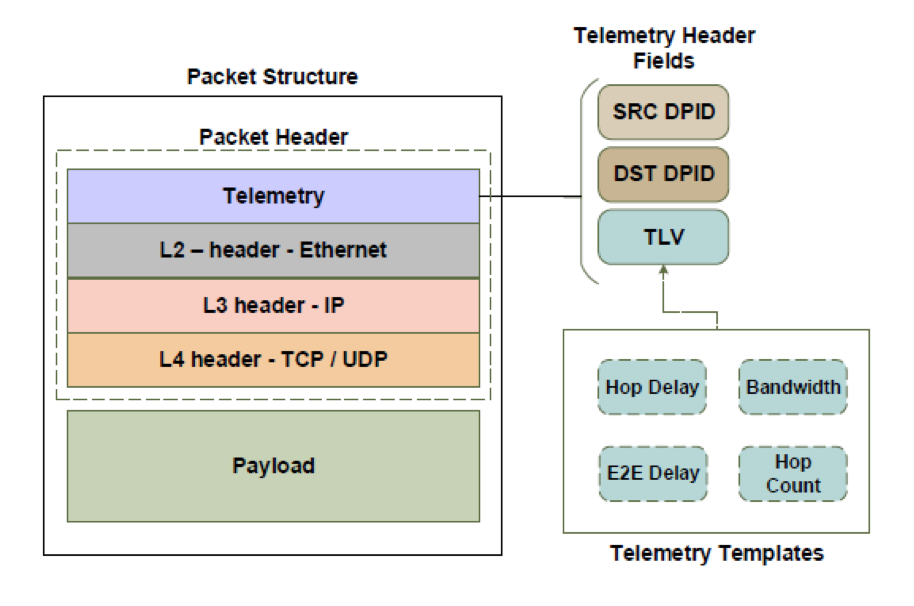 Packet Structure
Packet Header
Telemetry
L2 – header - Ethernet
L3 header - IP
L4 header - TCP / UDP
Payload
Telemetry Header
Fields
SRC DPID
DST DPID
TLV
Hop Delay
Bandwidth
E2E Delay
Hop
Count
Telemetry Templates